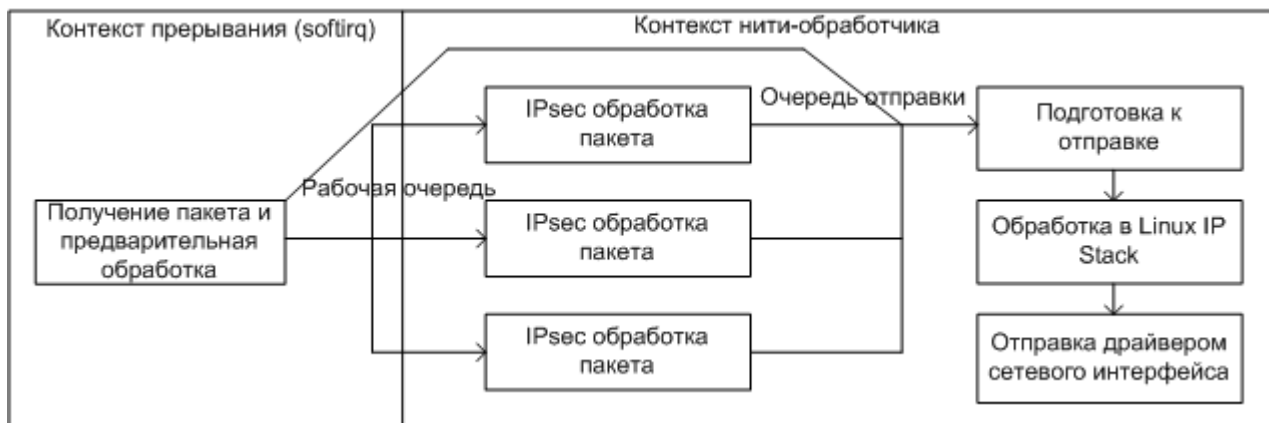 Контекст прерывания (softirq)
Контекст нити-обработчика
IPsec обработка
пакета
Очередь отправки
Подготовка к
отправке
Рабочая очередь
Получение пакета и
предварительная
обработка
IPsec обработка
пакета
Обработка в Linux IP
Stack
IPsec обработка
пакета
Отправка драйвером
сетевого интерфейса